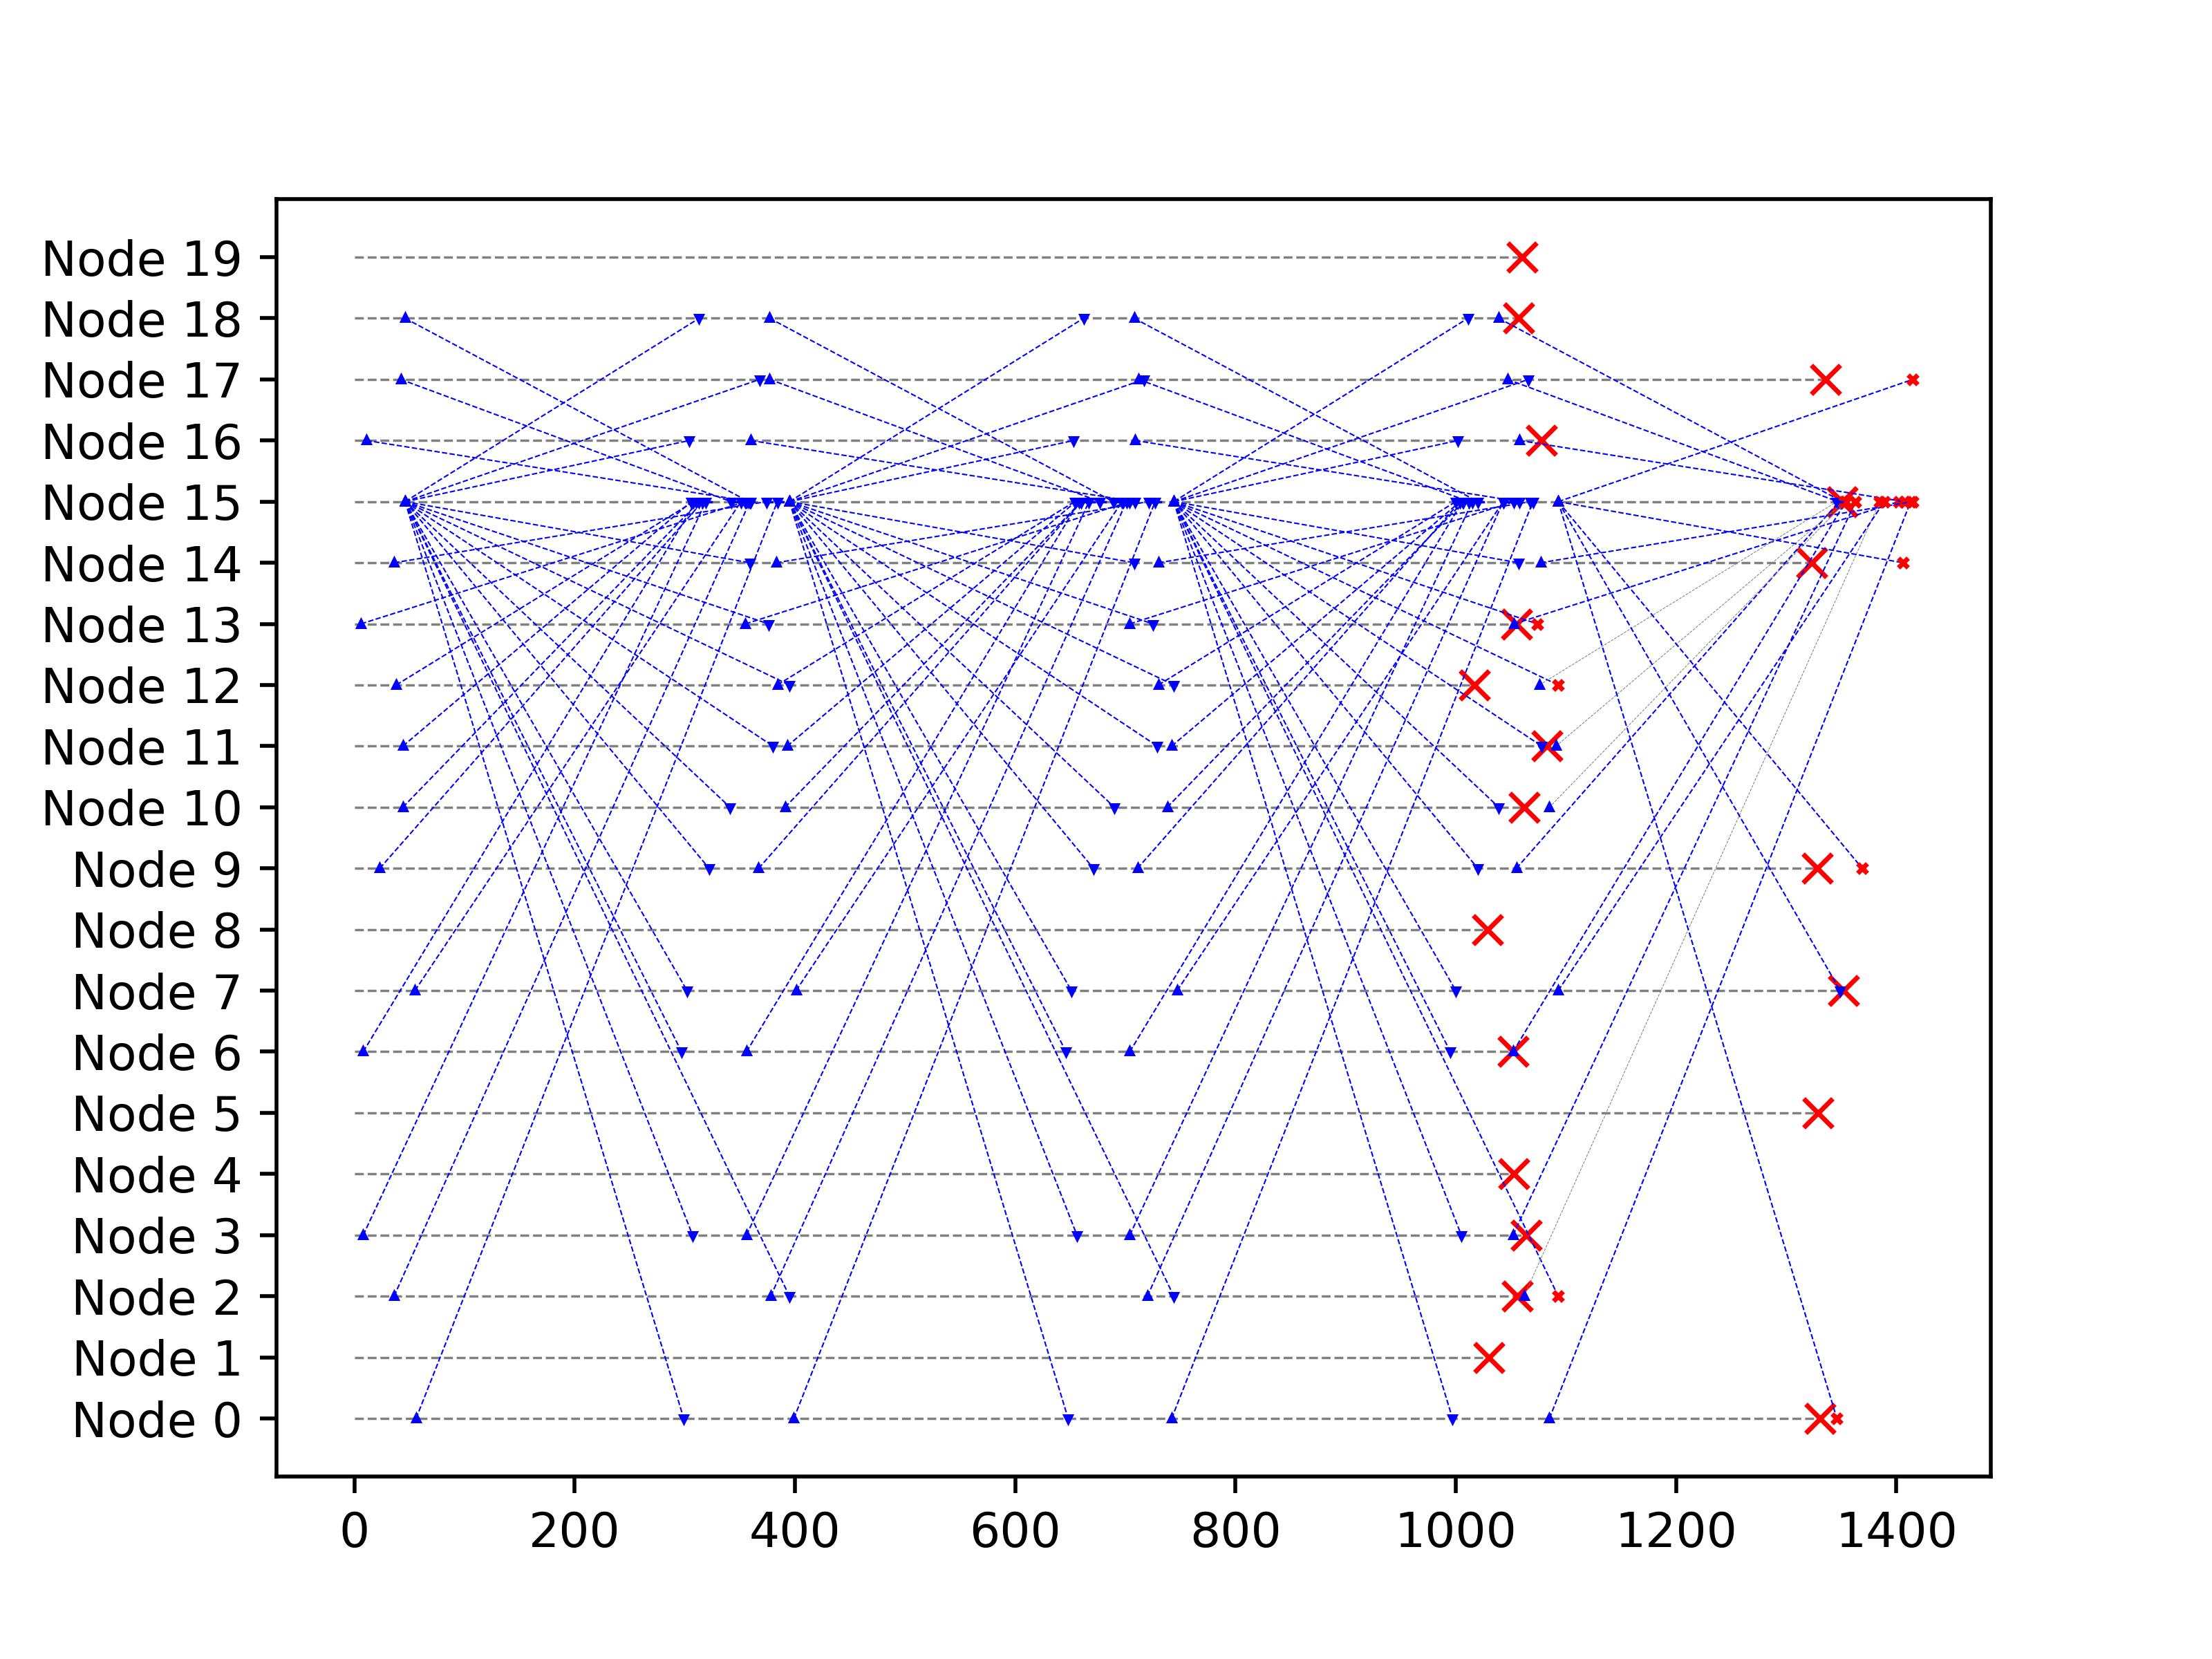 Node 19
Node 18
Node 17
Node 16
Node 15
Node 14
Node 13
Node 12
Node 11
Node 10
Node 9
Node 8
Node 7
Node 6
Node 5
Node 4
Node 3
Node 2
Node 1
Node 0
0 200 400 600 800 1000 1200 1400